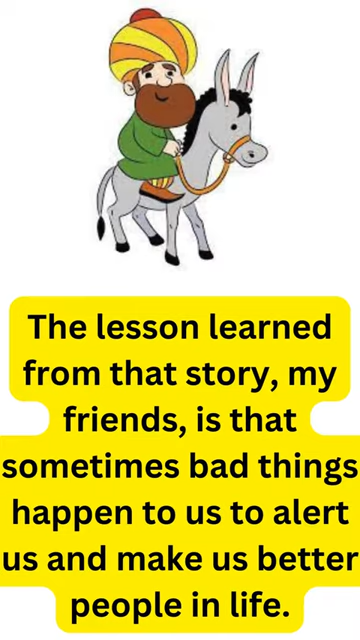 The lesson learned
from that story, my
friends, is that
sometimes bad things
happen to us to alert
us and make us better
people in life.